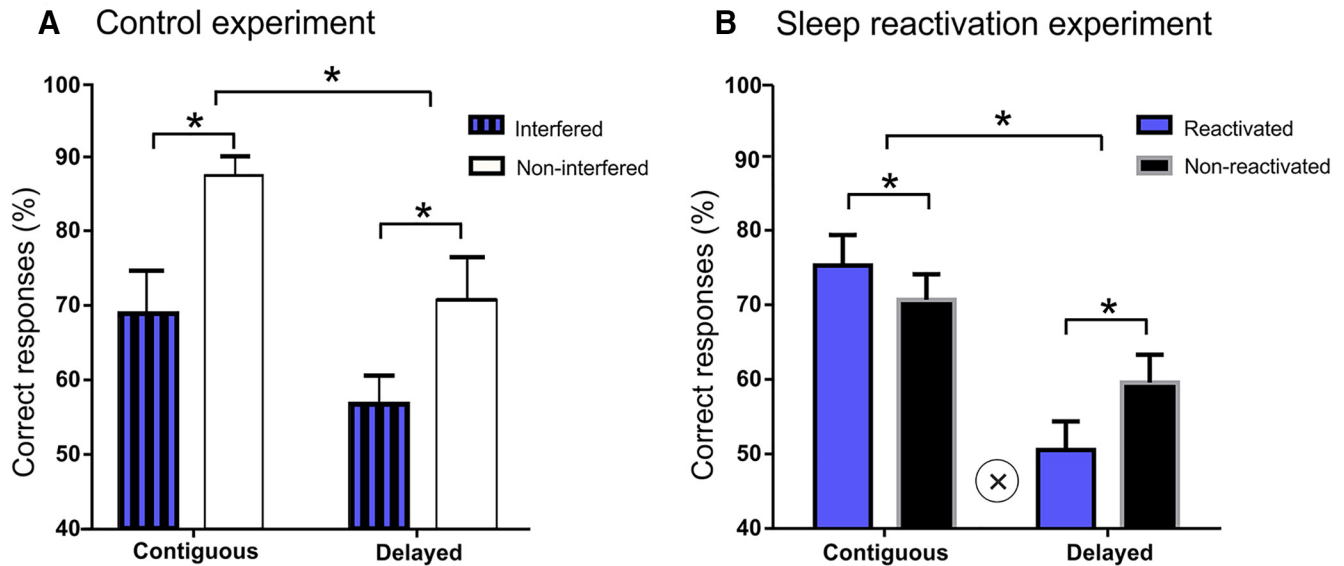 A Control experiment
*
*
*
Correct responses (%)
100
90
80
70
60
50
40
Contiguous
Delayed
Interfered
Non-interfered
B Sleep reactivation experiment
*
*
*
Correct responses (%)
100
90
80
70
60
50
40
×
Contiguous
Delayed
Reactivated
Non-reactivated